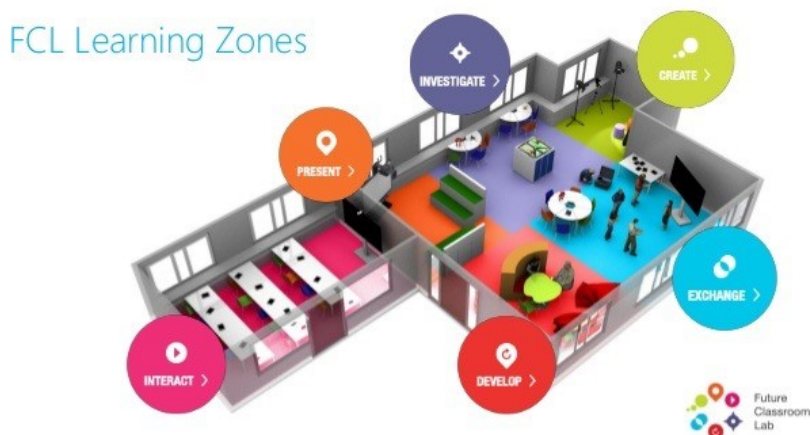 FCL Learning Zones
INVESTIGATE >
CREATE >
PRESENT >
EXCHANGE >
INTERACT >
DEVELOP >
Future
Classroom
Lab